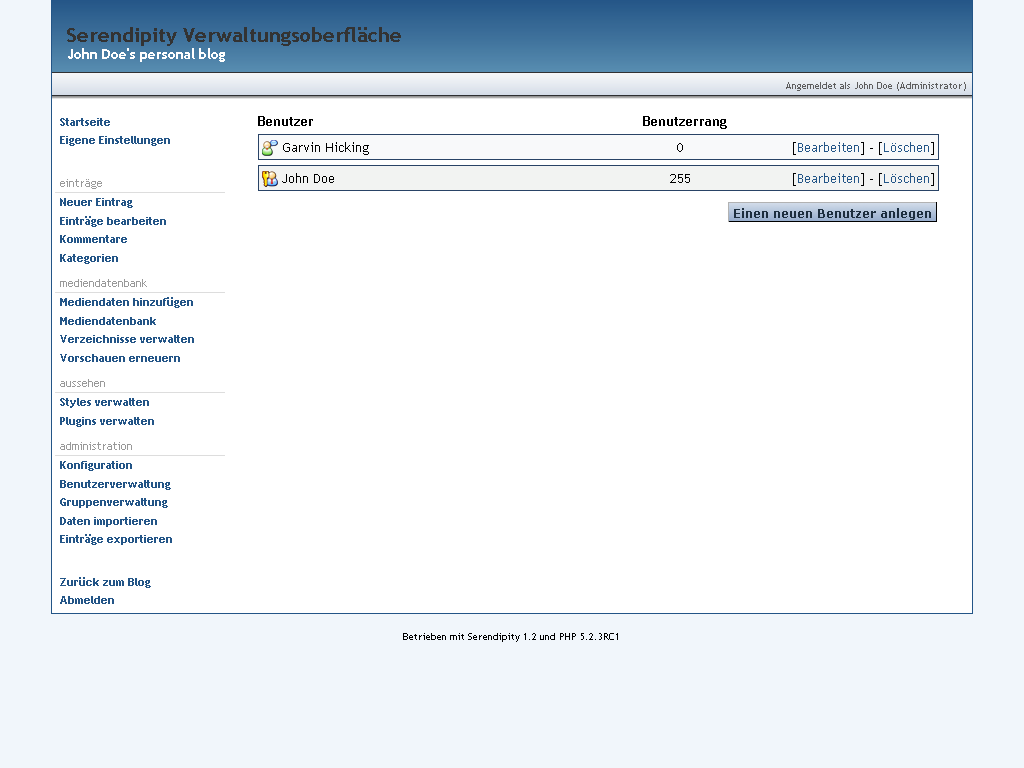 Serendipity Verwaltungsoberfläche
John Doe's personal blog
Angemeldet als John Doe (Administrator)
Startseite
Eigene Einstellungen
einträge
Neuer Eintrag
Einträge bearbeiten
Kommentare
Kategorien
mediendatenbank
Mediendaten hinzufügen
Mediendatenbank
Verzeichnisse verwalten
Vorschauen erneuern
aussehen
Styles verwalten
Plugins verwalten
administration
Konfiguration
Benutzerverwaltung
Gruppenverwaltung
Daten importieren
Einträge exportieren
Zurück zum Blog
Abmelden
Benutzer Benutzerrang
Garvin Hicking 0 [Bearbeiten] - [Löschen]
John Doe 255 [Bearbeiten] - [Löschen]
Einen neuen Benutzer anlegen
Betrieben mit Serendipity 1.2 und PHP 5.2.3RC1